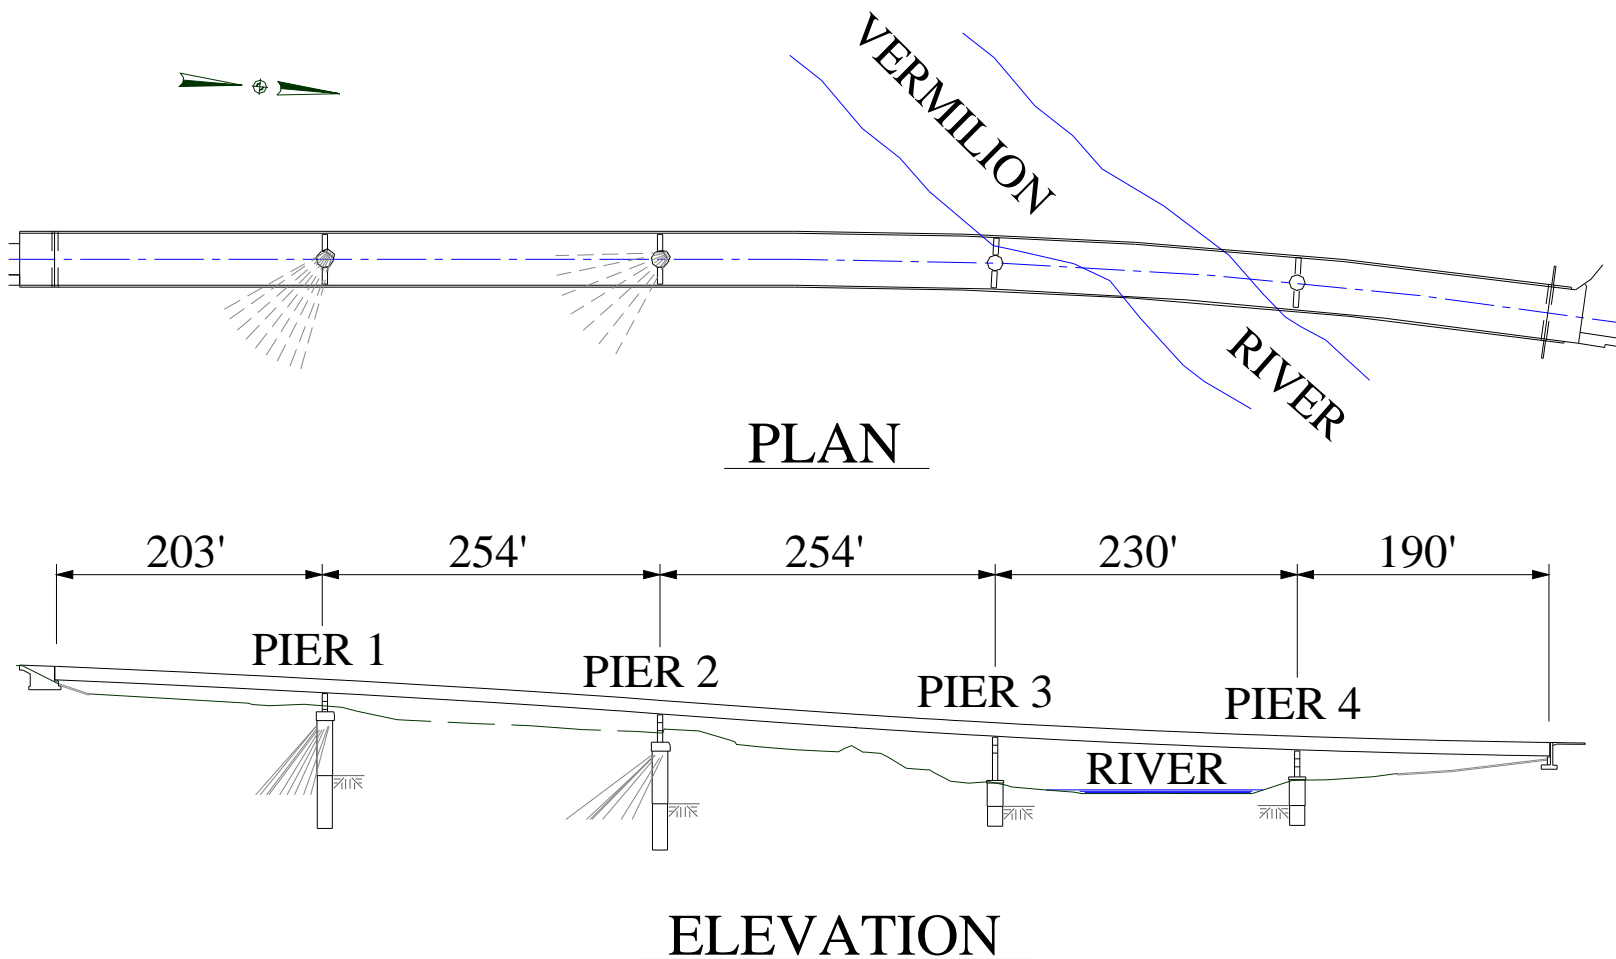 VERMILION
RIVER
PLAN
203' 254' 254' 230' 190'
PIER 1 PIER 2 PIER 3 PIER 4
RIVER
ELEVATION